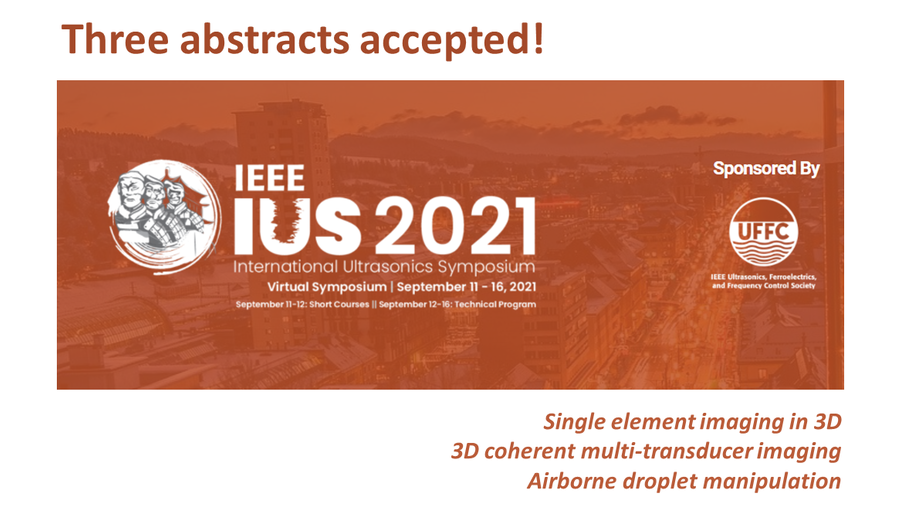 Three abstracts accepted!
IEEE
IUS 2021
International Ultrasonics Symposium
Virtual Symposium | September 11 - 16, 2021
September 11-12: Short Courses || September 12-16: Technical Program
Sponsored By
UFFC
IEEE Ultrasonics, Ferroelectrics,
and Frequency Control Society
Single element imaging in 3D
3D coherent multi-transducer imaging
Airborne droplet manipulation